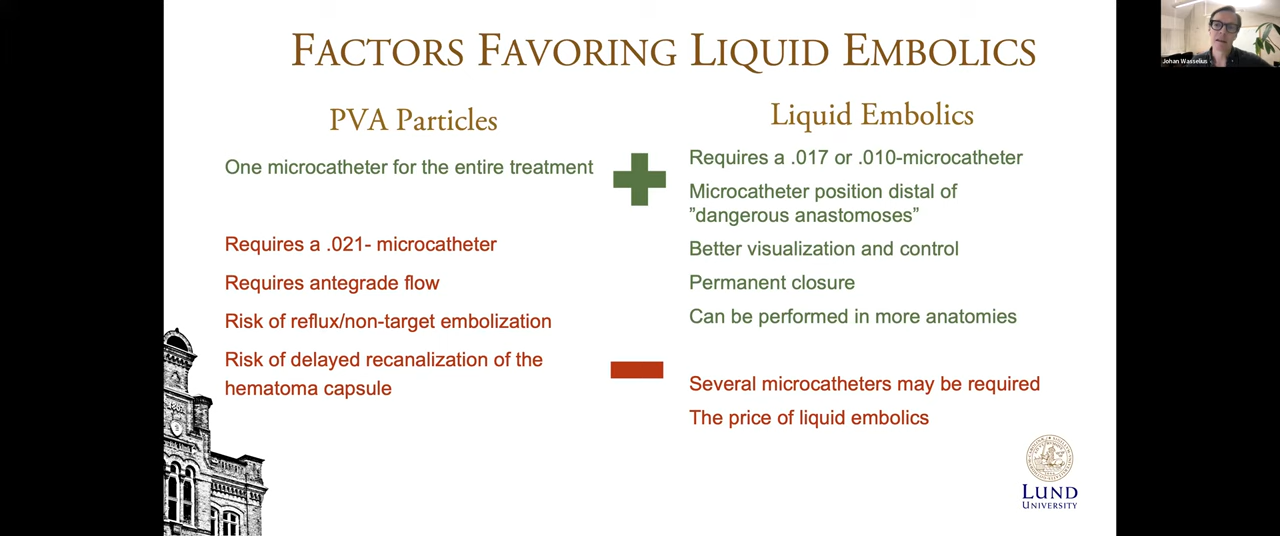 FACTORS FAVORING LIQUID EMBOLICS
PVA Particles
One microcatheter for the entire treatment
Requires a .021- microcatheter
Requires antegrade flow
Risk of reflux/non-target embolization
Risk of delayed recanalization of the
hematoma capsule
Liquid Embolics
Requires a .017 or .010-microcatheter
Microcatheter position distal of
”dangerous anastomoses”
Better visualization and control
Permanent closure
Can be performed in more anatomies
Several microcatheters may be required
The price of liquid embolics
LUND
UNIVERSITY
Johan Wasselius